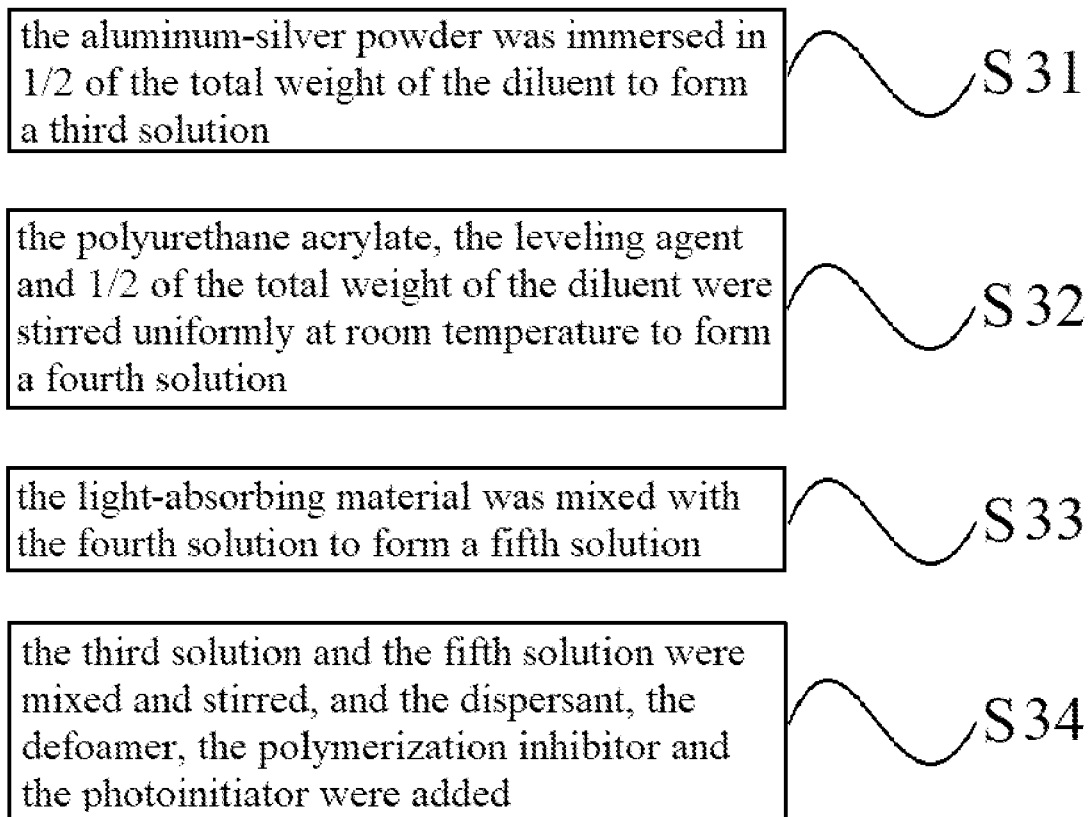 the aluminum-silver powder was immersed in
1/2 of the total weight of the diluent to form
a third solution
S31
the polyurethane acrylate, the leveling agent
and 1/2 of the total weight of the diluent were
stirred uniformly at room temperature to form
a fourth solution
S32
the light-absorbing material was mixed with
the fourth solution to form a fifth solution
S33
the third solution and the fifth solution were
mixed and stirred, and the dispersant, the
defoamer, the polymerization inhibitor and
the photoinitiator were added
S34